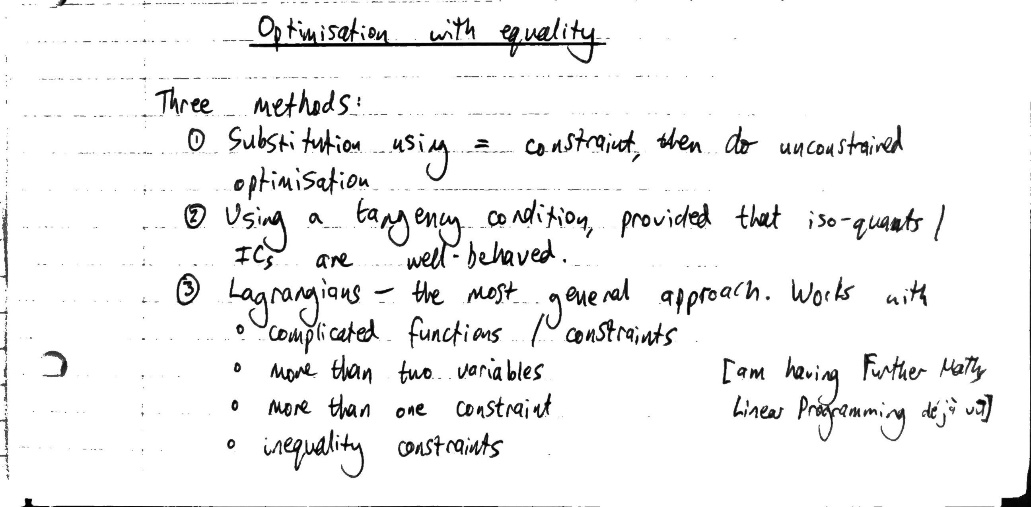 Optimisation with equality
Three methods:
① Substitution using = constraint, then do unconstrained
optimisation
② Using a tangency condition, provided that iso-quants /
ICs are well-behaved.
③ Lagrangians – the most general approach. Works with
∘ complicated functions / constraints
∘ more than two variables
∘ more than one constraint
∘ inequality constraints
[am having Further Maths
Linear Programming déjà vu]